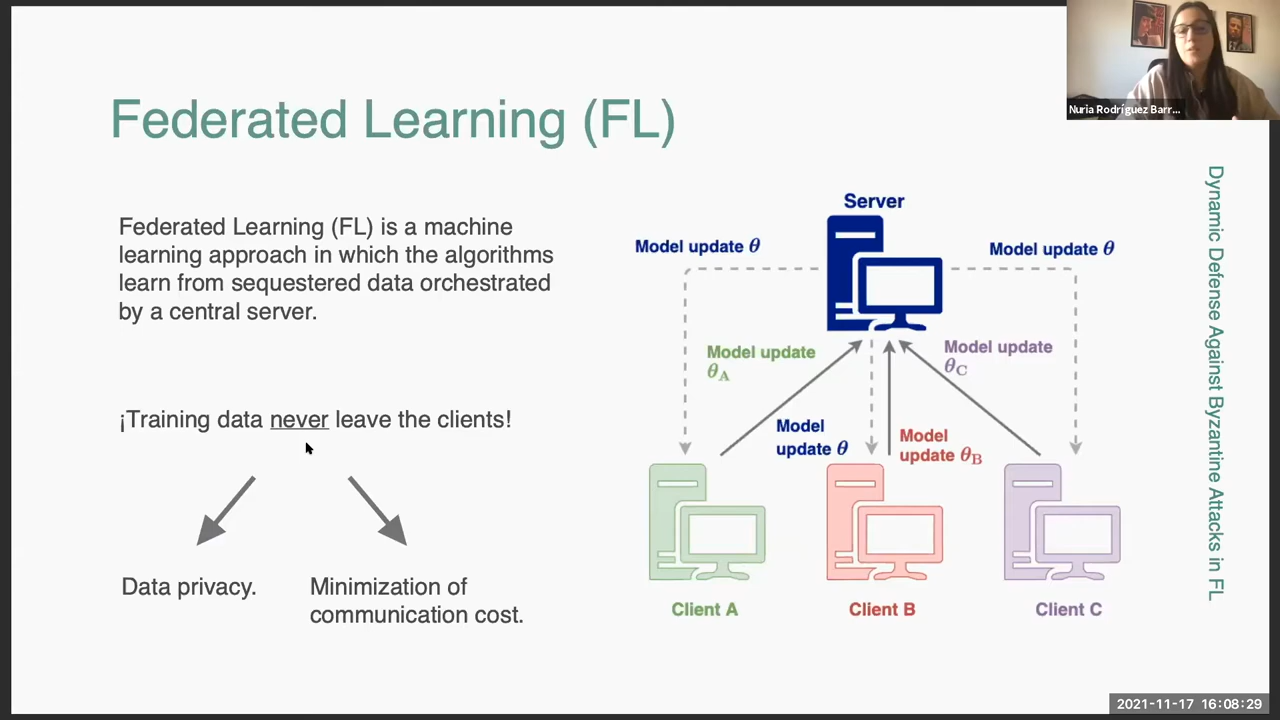 Federated Learning (FL)
Nuria Rodríguez Barr...
Federated Learning (FL) is a machine
learning approach in which the algorithms
learn from sequestered data orchestrated
by a central server.
¡Training data never leave the clients!
Data privacy.
Minimization of
communication cost.
Server
Model update θ
Model update θ
Model update
θA
Model update
θC
Model
update θ
Model
update θB
Client A
Client B
Client C
Dynamic Defense Against Byzantine Attacks in FL
2021-11-17 16:08:29